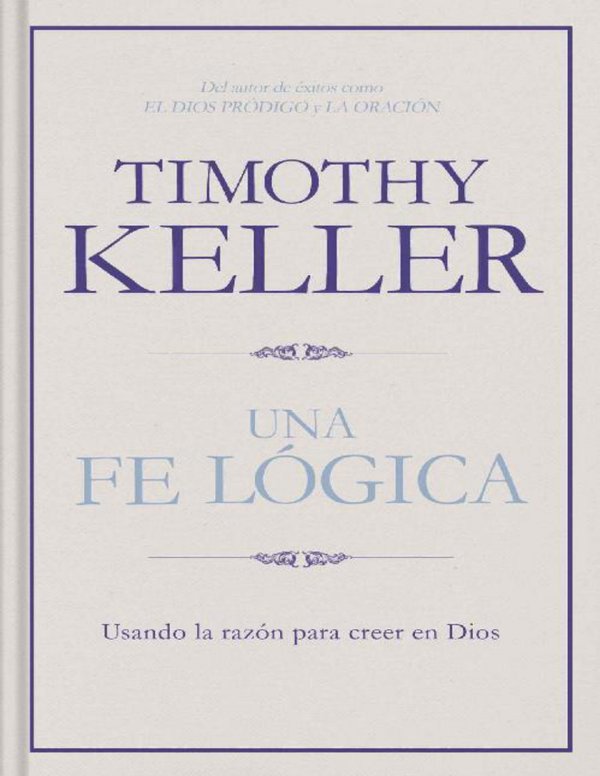 Del autor de éxitos como
EL DIOS PRÓDIGO y LA ORACIÓN
TIMOTHY
KELLER
UNA
FE LÓGICA
Usando la razón para creer en Dios